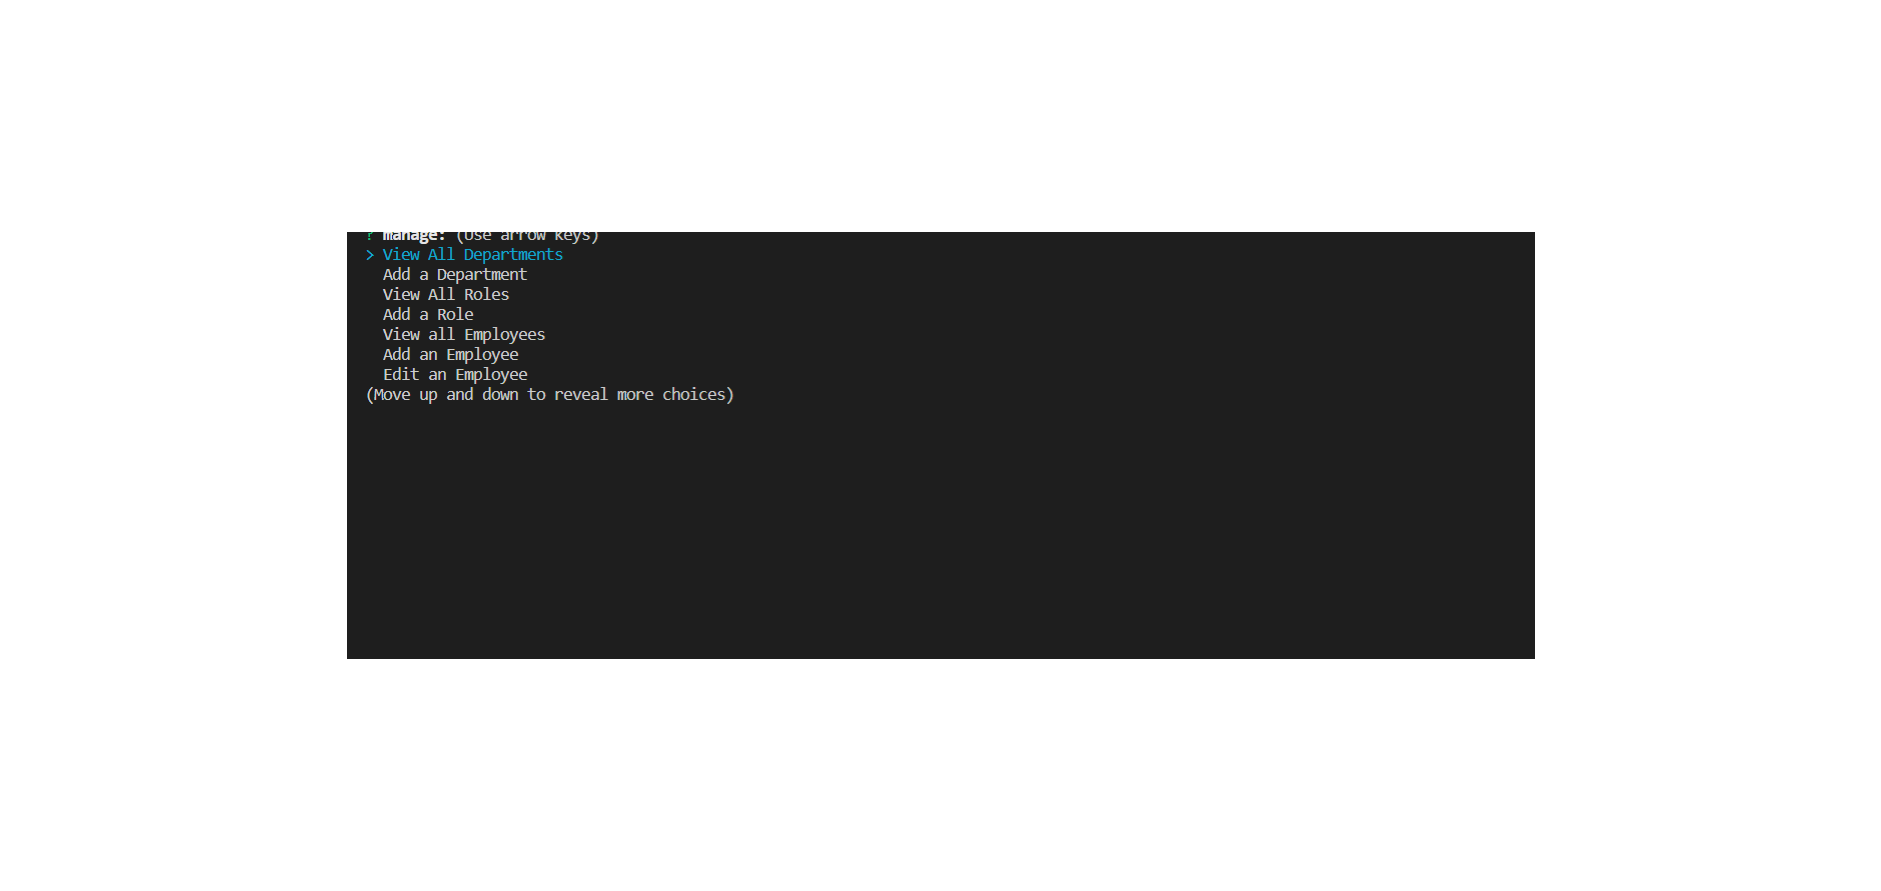 ? manage: (Use arrow keys)
> View All Departments
Add a Department
View All Roles
Add a Role
View all Employees
Add an Employee
Edit an Employee
(Move up and down to reveal more choices)